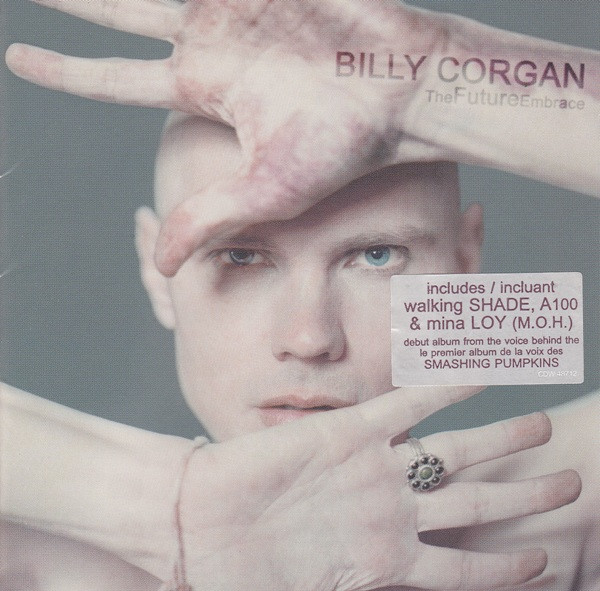 BILLY CORGAN
TheFutureEmbrace
includes / incluant
walking SHADE, A100
& mina LOY (M.O.H.)
debut album from the voice behind the
le premier album de la voix des
SMASHING PUMPKINS